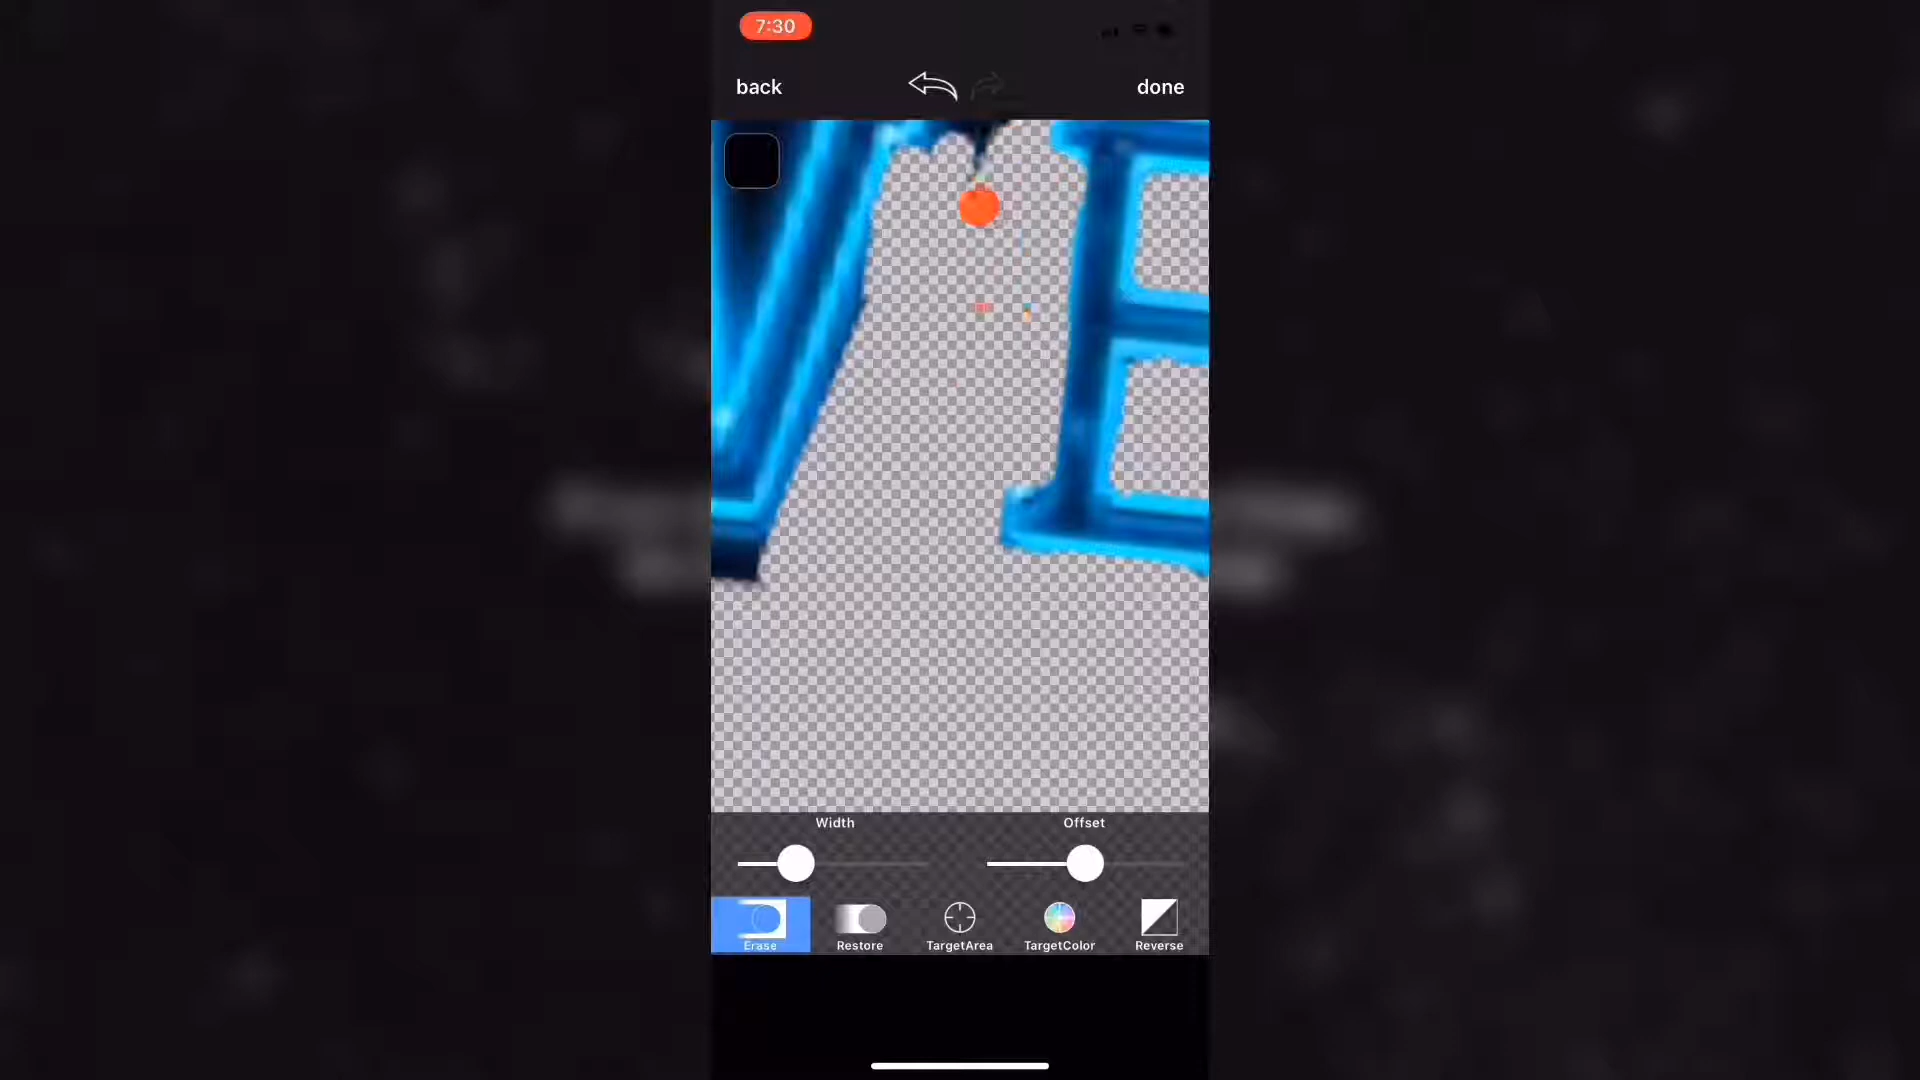 7:30
back
done
Width
Offset
Erase
Restore
TargetArea
TargetColor
Reverse